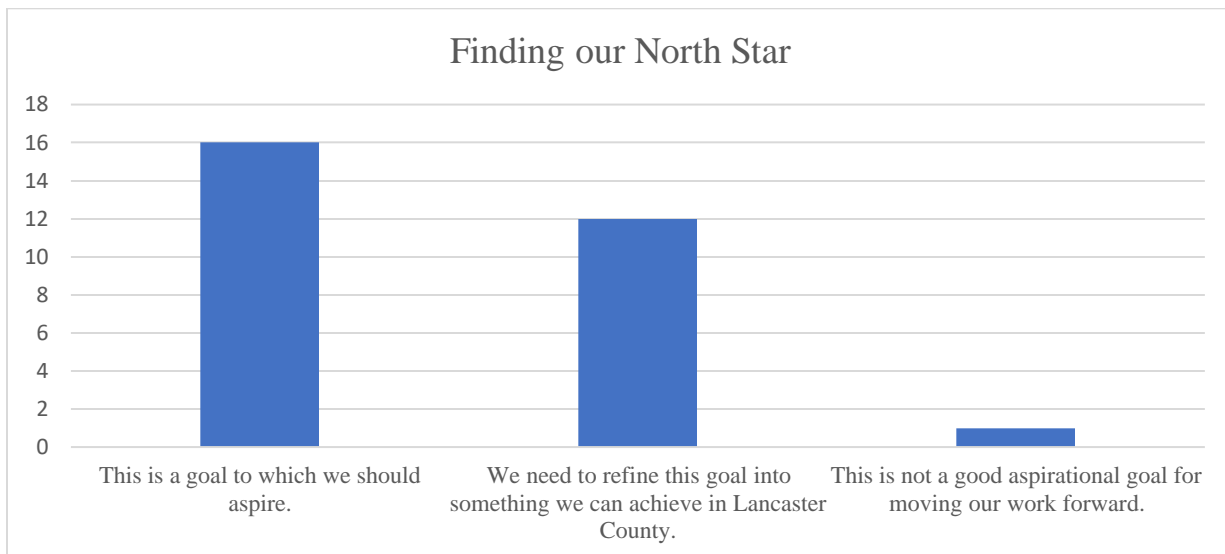 Finding our North Star
18
16
14
12
10
8
6
4
2
0
This is a goal to which we should
aspire.
We need to refine this goal into
something we can achieve in Lancaster
County.
This is not a good aspirational goal for
moving our work forward.